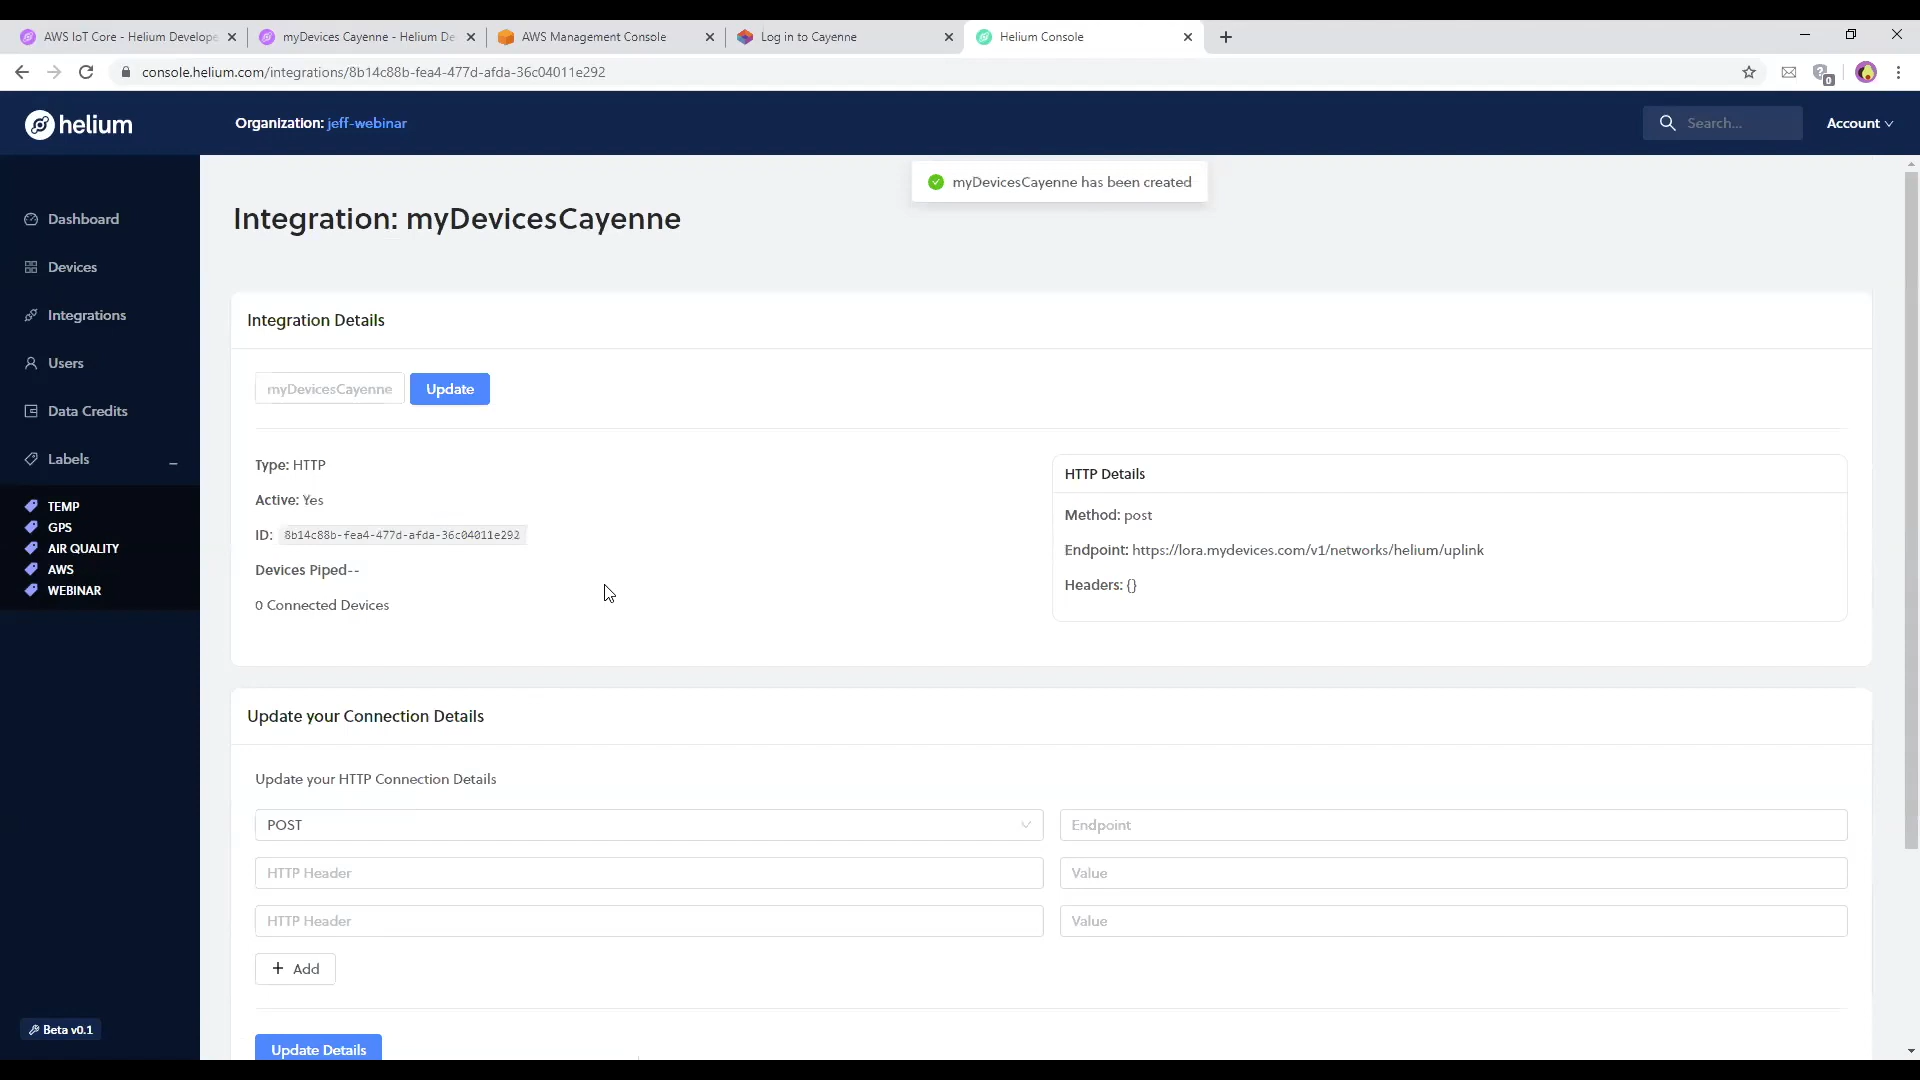 AWS IoT Core - Helium Develope
myDevices Cayenne - Helium De
AWS Management Console
Log in to Cayenne
Helium Console
console.helium.com/integrations/8b14c88b-fea4-477d-afda-36c04011e292
0
helium
Organization: jeff-webinar
Search...
Account
myDevicesCayenne has been created
Dashboard
Devices
Integrations
Users
Data Credits
Labels
TEMP
GPS
AIR QUALITY
AWS
WEBINAR
Beta v0.1
Integration: myDevicesCayenne
Integration Details
myDevicesCayenne
Update
Type: HTTP
Active: Yes
ID: 8b14c88b-fea4-477d-afda-36c04011e292
Devices Piped--
0 Connected Devices
HTTP Details
Method: post
Endpoint: https://lora.mydevices.com/v1/networks/helium/uplink
Headers: {}
Update your Connection Details
Update your HTTP Connection Details
POST
Endpoint
HTTP Header
Value
HTTP Header
Value
+ Add
Update Details